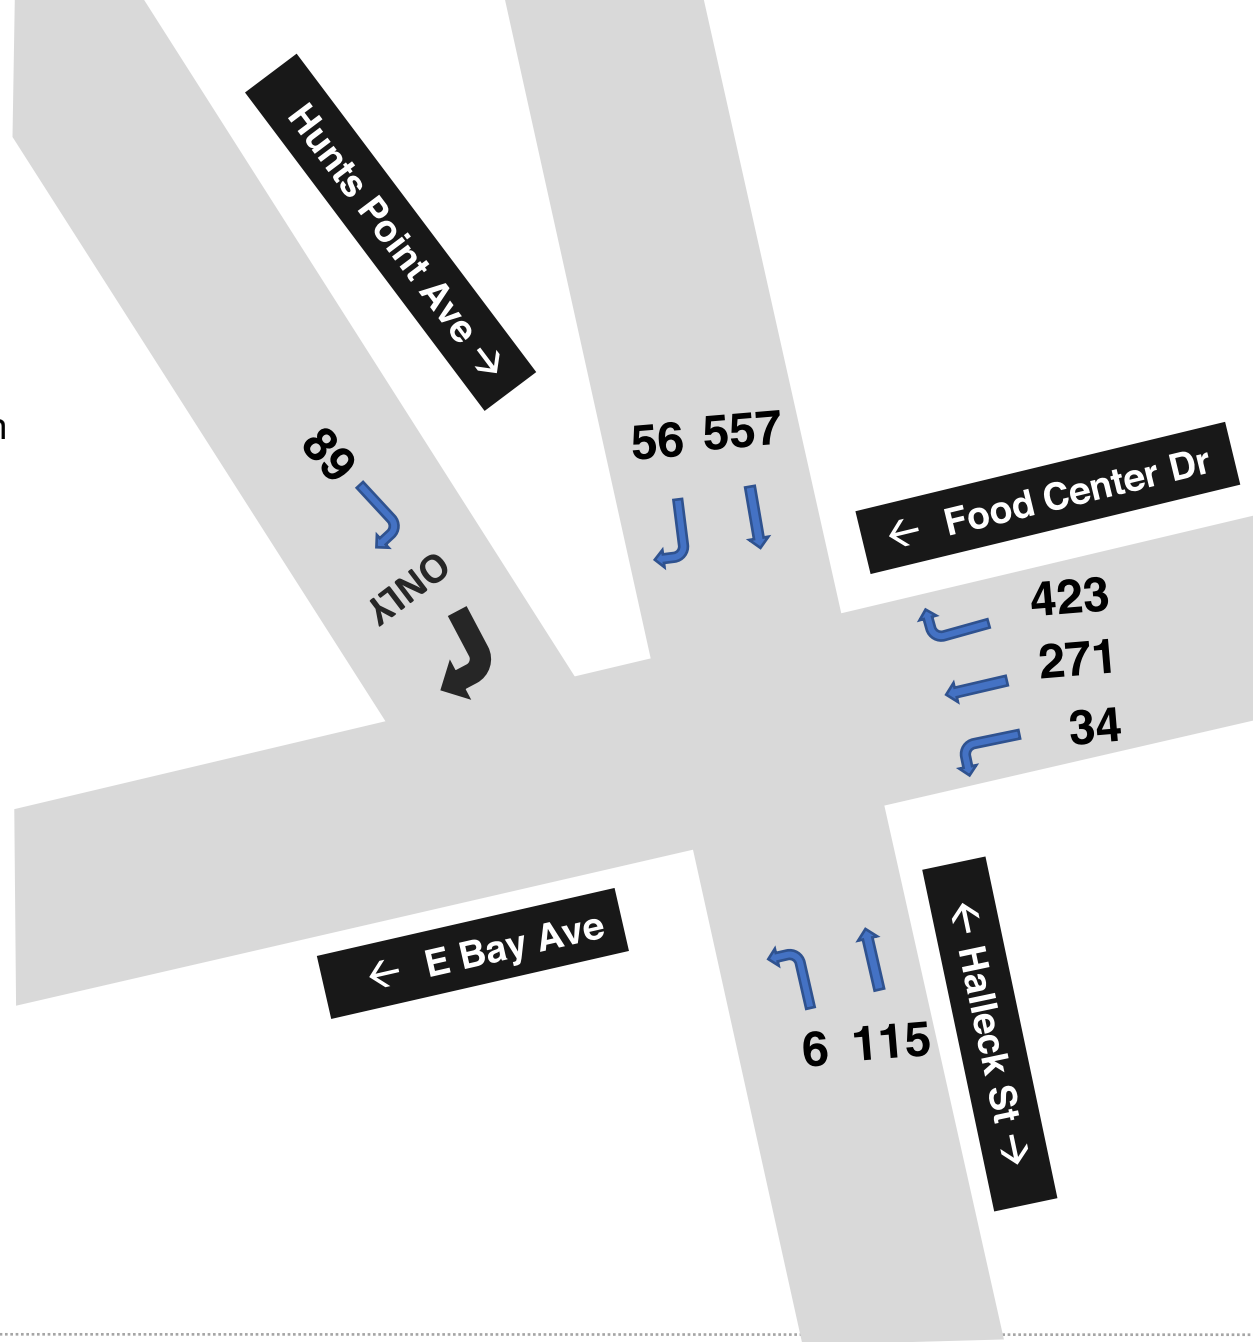 Hunts Point Ave →
56 557
89
← Food Center Dr
ONLY
423
271
34
← E Bay Ave
← Halleck St →
6 115